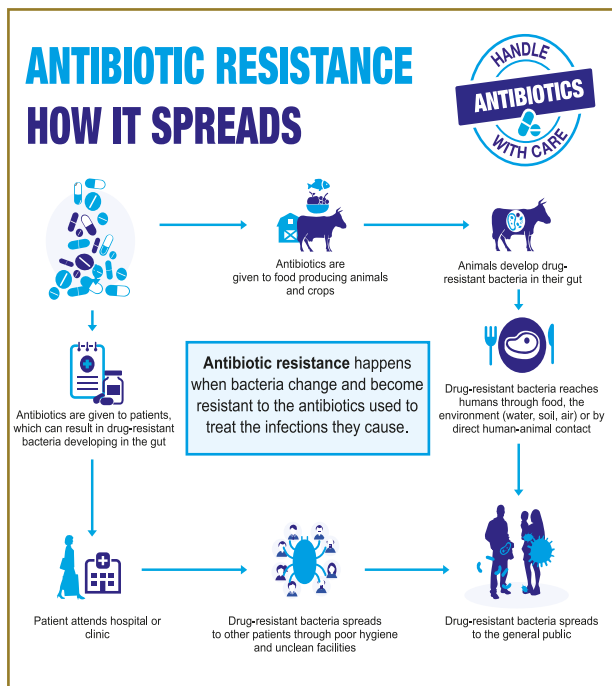 ANTIBIOTIC RESISTANCE
HOW IT SPREADS
HANDLE
ANTIBIOTICS
WITH CARE
Antibiotics are
given to food producing animals
and crops
Animals develop drug-
resistant bacteria in their gut
Antibiotics are given to patients,
which can result in drug-resistant
bacteria developing in the gut
Antibiotic resistance happens
when bacteria change and become
resistant to the antibiotics used to
treat the infections they cause.
Drug-resistant bacteria reaches
humans through food, the
environment (water, soil, air) or by
direct human-animal contact
Patient attends hospital or
clinic
Drug-resistant bacteria spreads
to other patients through poor hygiene
and unclean facilities
Drug-resistant bacteria spreads
to the general public